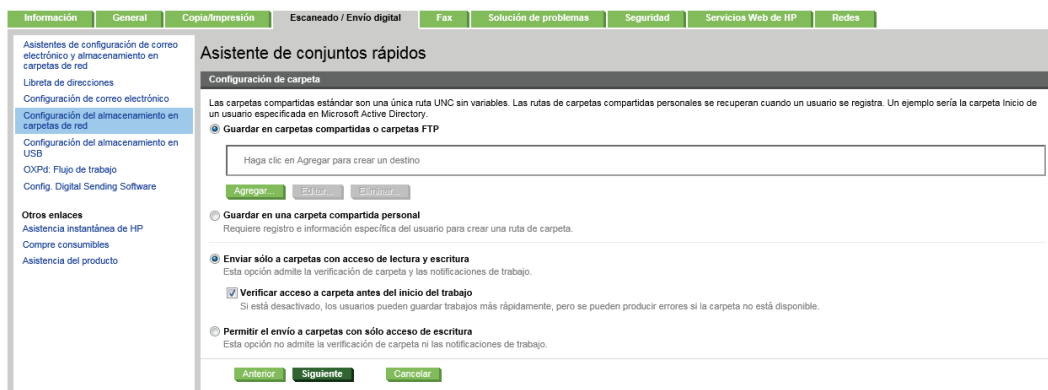 Información General Copia/Impresión Escaneado / Envío digital Fax Solución de problemas Seguridad Servicios Web de HP Redes
Asistentes de configuración de correo
electrónico y almacenamiento en
carpetas de red
Libreta de direcciones
Configuración de correo electrónico
Configuración del almacenamiento en
carpetas de red
Configuración del almacenamiento en
USB
OXPd: Flujo de trabajo
Config. Digital Sending Software
Otros enlaces
Asistencia instantánea de HP
Compre consumibles
Asistencia del producto
Asistente de conjuntos rápidos
Configuración de carpeta
Las carpetas compartidas estándar son una única ruta UNC sin variables. Las rutas de carpetas compartidas personales se recuperan cuando un usuario se registra. Un ejemplo sería la carpeta Inicio de
un usuario especificada en Microsoft Active Directory.
Guardar en carpetas compartidas o carpetas FTP
Haga clic en Agregar para crear un destino
Agregar... Editar... Eliminar...
Guardar en una carpeta compartida personal
Requiere registro e información específica del usuario para crear una ruta de carpeta.
Enviar sólo a carpetas con acceso de lectura y escritura
Esta opción admite la verificación de carpeta y las notificaciones de trabajo.
Verificar acceso a carpeta antes del inicio del trabajo
Si está desactivado, los usuarios pueden guardar trabajos más rápidamente, pero se pueden producir errores si la carpeta no está disponible.
Permitir el envío a carpetas con sólo acceso de escritura
Esta opción no admite la verificación de carpeta ni las notificaciones de trabajo.
Anterior Siguiente Cancelar